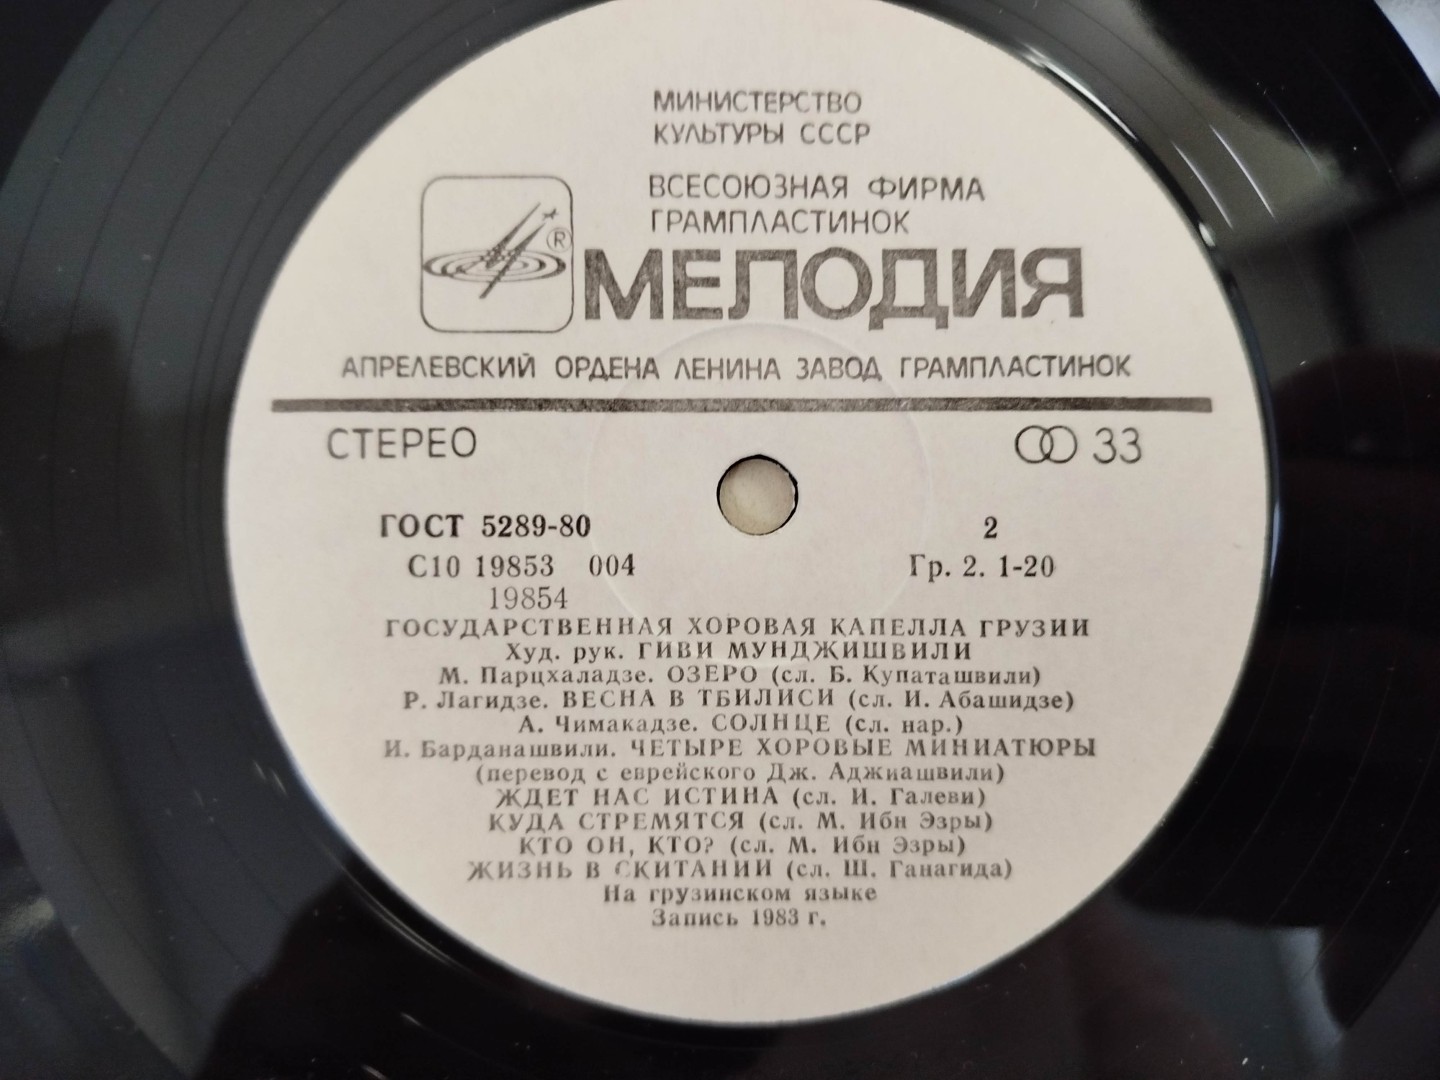 МИНИСТЕРСТВО
КУЛЬТУРЫ СССР
ВСЕСОЮЗНАЯ ФИРМА
ГРАМПЛАСТИНОК
® МЕЛОДИЯ
АПРЕЛЕВСКИЙ ОРДЕНА ЛЕНИНА ЗАВОД ГРАМПЛАСТИНОК
СТЕРЕО 33
ГОСТ 5289-80 2
С10 19853 004 Гр. 2. 1-20
19854
ГОСУДАРСТВЕННАЯ ХОРОВАЯ КАПЕЛЛА ГРУЗИИ
Худ. рук. ГИВИ МУНДЖИШВИЛИ
М. Парцхаладзе. ОЗЕРО (сл. Б. Купаташвили)
Р. Лагидзе. ВЕСНА В ТБИЛИСИ (сл. И. Абашидзе)
А. Чимакадзе. СОЛНЦЕ (сл. нар.)
И. Барданашвили. ЧЕТЫРЕ ХОРОВЫЕ МИНИАТЮРЫ
(перевод с еврейского Дж. Аджиашвили)
ЖДЕТ НАС ИСТИНА (сл. И. Галеви)
КУДА СТРЕМЯТСЯ (сл. М. Ибн Эзры)
КТО ОН, КТО? (сл. М. Ибн Эзры)
ЖИЗНЬ В СКИТАНИИ (сл. Ш. Ганагида)
На грузинском языке
Запись 1983 г.